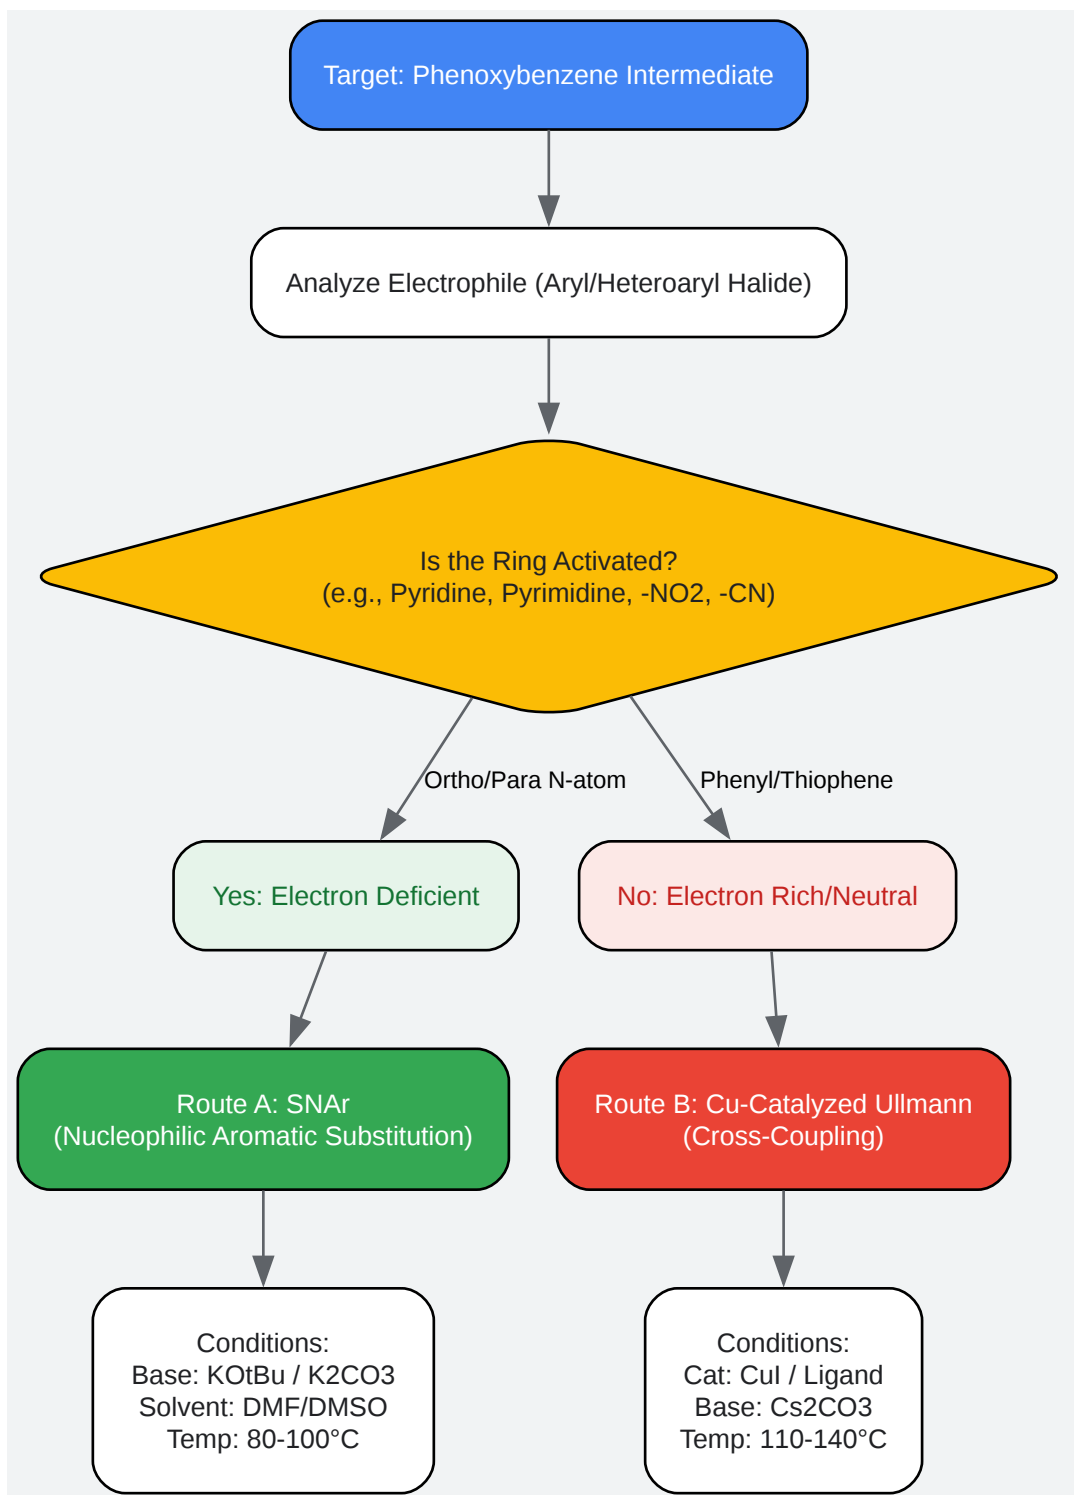 Target: Phenoxybenzene Intermediate
Analyze Electrophile (Aryl/Heteroaryl Halide)
Is the Ring Activated?
(e.g., Pyridine, Pyrimidine, -NO2, -CN)
Ortho/Para N-atom
Phenyl/Thiophene
Yes: Electron Deficient
No: Electron Rich/Neutral
Route A: SNAr
(Nucleophilic Aromatic Substitution)
Route B: Cu-Catalyzed Ullmann
(Cross-Coupling)
Conditions:
Base: KOtBu / K2CO3
Solvent: DMF/DMSO
Temp: 80-100°C
Conditions:
Cat: CuI / Ligand
Base: Cs2CO3
Temp: 110-140°C